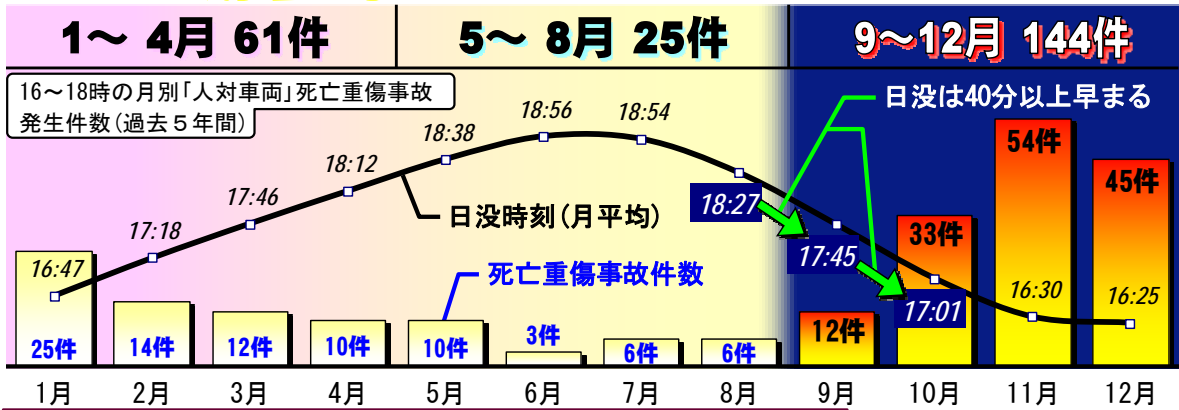 1～ 4月 61件
5～ 8月 25件
9～12月 144件
16～18時の月別「人対車両」死亡重傷事故
発生件数(過去５年間)
日没は40分以上早まる
16:47
17:18
17:46
18:12
18:38
18:56
18:54
18:27
17:45
17:01
16:30
16:25
日没時刻(月平均)
死亡重傷事故件数
25件
14件
12件
10件
10件
3件
6件
6件
12件
33件
54件
45件
1月
2月
3月
4月
5月
6月
7月
8月
9月
10月
11月
12月